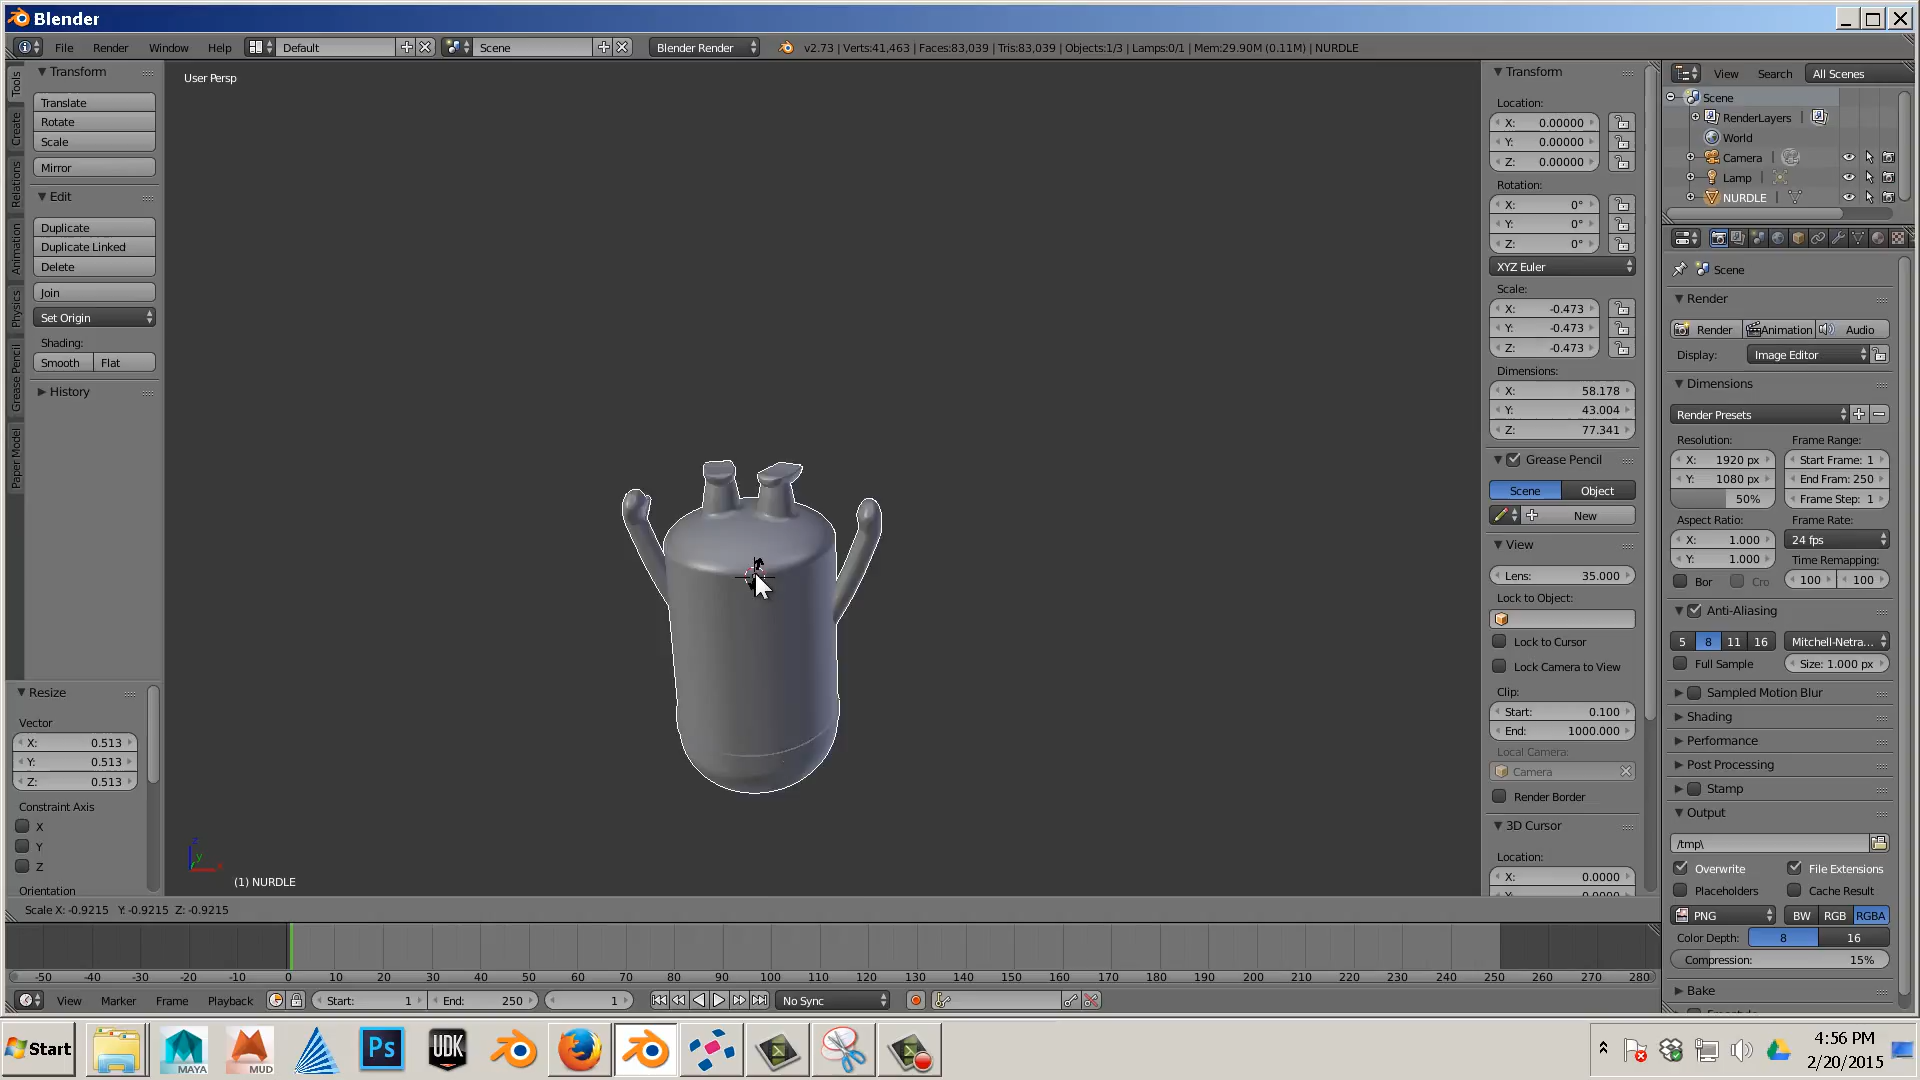 Blender
File Render Window Help Default Scene Blender Render v2.73 | Verts:41,463 | Faces:83,039 | Tris:83,039 | Objects:1/3 | Lamps:0/1 | Mem:29.90M (0.11M) | NURDLE
Tools
Create
Relations
Animation
Physics
Grease Pencil
Paper Model
Transform
Translate
Rotate
Scale
Mirror
Edit
Duplicate
Duplicate Linked
Delete
Join
Set Origin
Shading:
Smooth Flat
History
Resize
Vector
X: 0.513
Y: 0.513
Z: 0.513
Constraint Axis
X
Y
Z
Orientation
User Persp
(1) NURDLE
Scale X: -0.9215 Y: -0.9215 Z: -0.9215
Transform
Location:
X: 0.00000
Y: 0.00000
Z: 0.00000
Rotation:
X: 0°
Y: 0°
Z: 0°
XYZ Euler
Scale:
X: -0.473
Y: -0.473
Z: -0.473
Dimensions:
X: 58.178
Y: 43.004
Z: 77.341
Grease Pencil
Scene Object
New
View
Lens: 35.000
Lock to Object:
Lock to Cursor
Lock Camera to View
Clip:
Start: 0.100
End: 1000.000
Local Camera:
Camera
Render Border
3D Cursor
Location:
X: 0.0000
View Search All Scenes
Scene
RenderLayers
World
Camera
Lamp
NURDLE
Scene
Render
Render Animation Audio
Display: Image Editor
Dimensions
Render Presets
Resolution: Frame Range:
X: 1920 px Start Frame: 1
Y: 1080 px End Fram: 250
50% Frame Step: 1
Aspect Ratio: Frame Rate:
X: 1.000 24 fps
Y: 1.000 Time Remapping:
Bor Cro 100 100
Anti-Aliasing
5 8 11 16 Mitchell-Netra...
Full Sample Size: 1.000 px
Sampled Motion Blur
Shading
Performance
Post Processing
Stamp
Output
/tmp\
Overwrite File Extensions
Placeholders Cache Result
PNG BW RGB RGBA
Color Depth: 8 16
Compression: 15%
Bake
-50 -40 -30 -20 -10 0 10 20 30 40 50 60 70 80 90 100 110 120 130 140 150 160 170 180 190 200 210 220 230 240 250 260 270 280
View Marker Frame Playback Start: 1 End: 250 1 No Sync
Start MAYA MUD Ps UDK
4:56 PM
2/20/2015